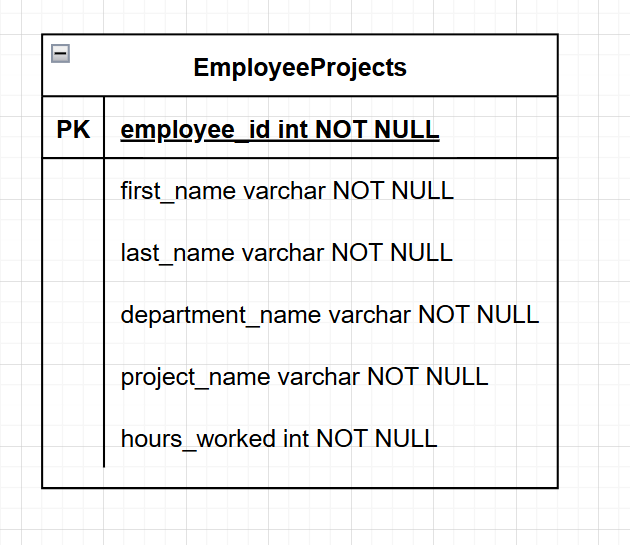 EmployeeProjects
PK employee_id int NOT NULL
first_name varchar NOT NULL
last_name varchar NOT NULL
department_name varchar NOT NULL
project_name varchar NOT NULL
hours_worked int NOT NULL